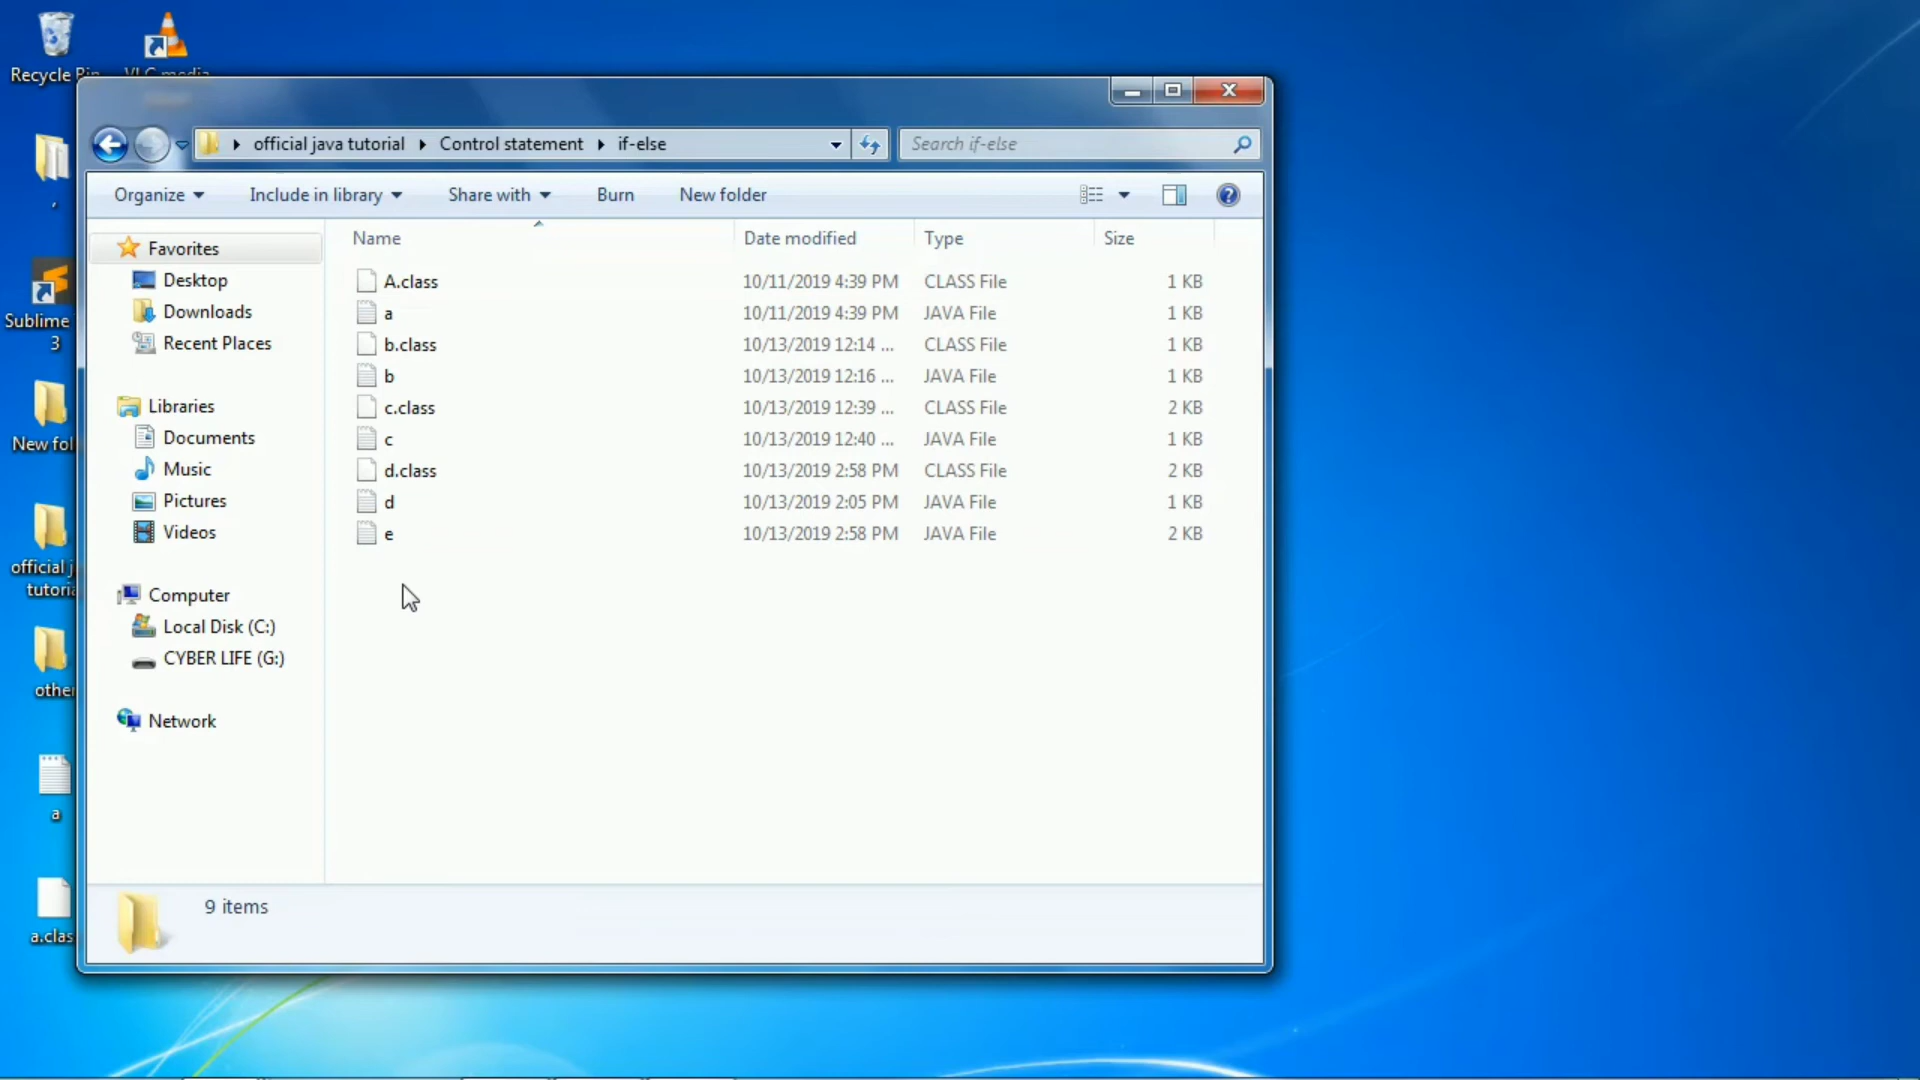 Recycle Bin
VLC media
official java tutorial
Control statement
if-else
Search if-else
Organize
Include in library
Share with
Burn
New folder
Name
Date modified
Type
Size
Favorites
Desktop
Downloads
Recent Places
Libraries
Documents
Music
Pictures
Videos
Computer
Local Disk (C:)
CYBER LIFE (G:)
Network
A.class 10/11/2019 4:39 PM CLASS File 1 KB
a 10/11/2019 4:39 PM JAVA File 1 KB
b.class 10/13/2019 12:14 ... CLASS File 1 KB
b 10/13/2019 12:16 ... JAVA File 1 KB
c.class 10/13/2019 12:39 ... CLASS File 2 KB
c 10/13/2019 12:40 ... JAVA File 1 KB
d.class 10/13/2019 2:58 PM CLASS File 2 KB
d 10/13/2019 2:05 PM JAVA File 1 KB
e 10/13/2019 2:58 PM JAVA File 2 KB
9 items
,
Sublime
3
New fol
official j
tutoria
other
a
a.clas